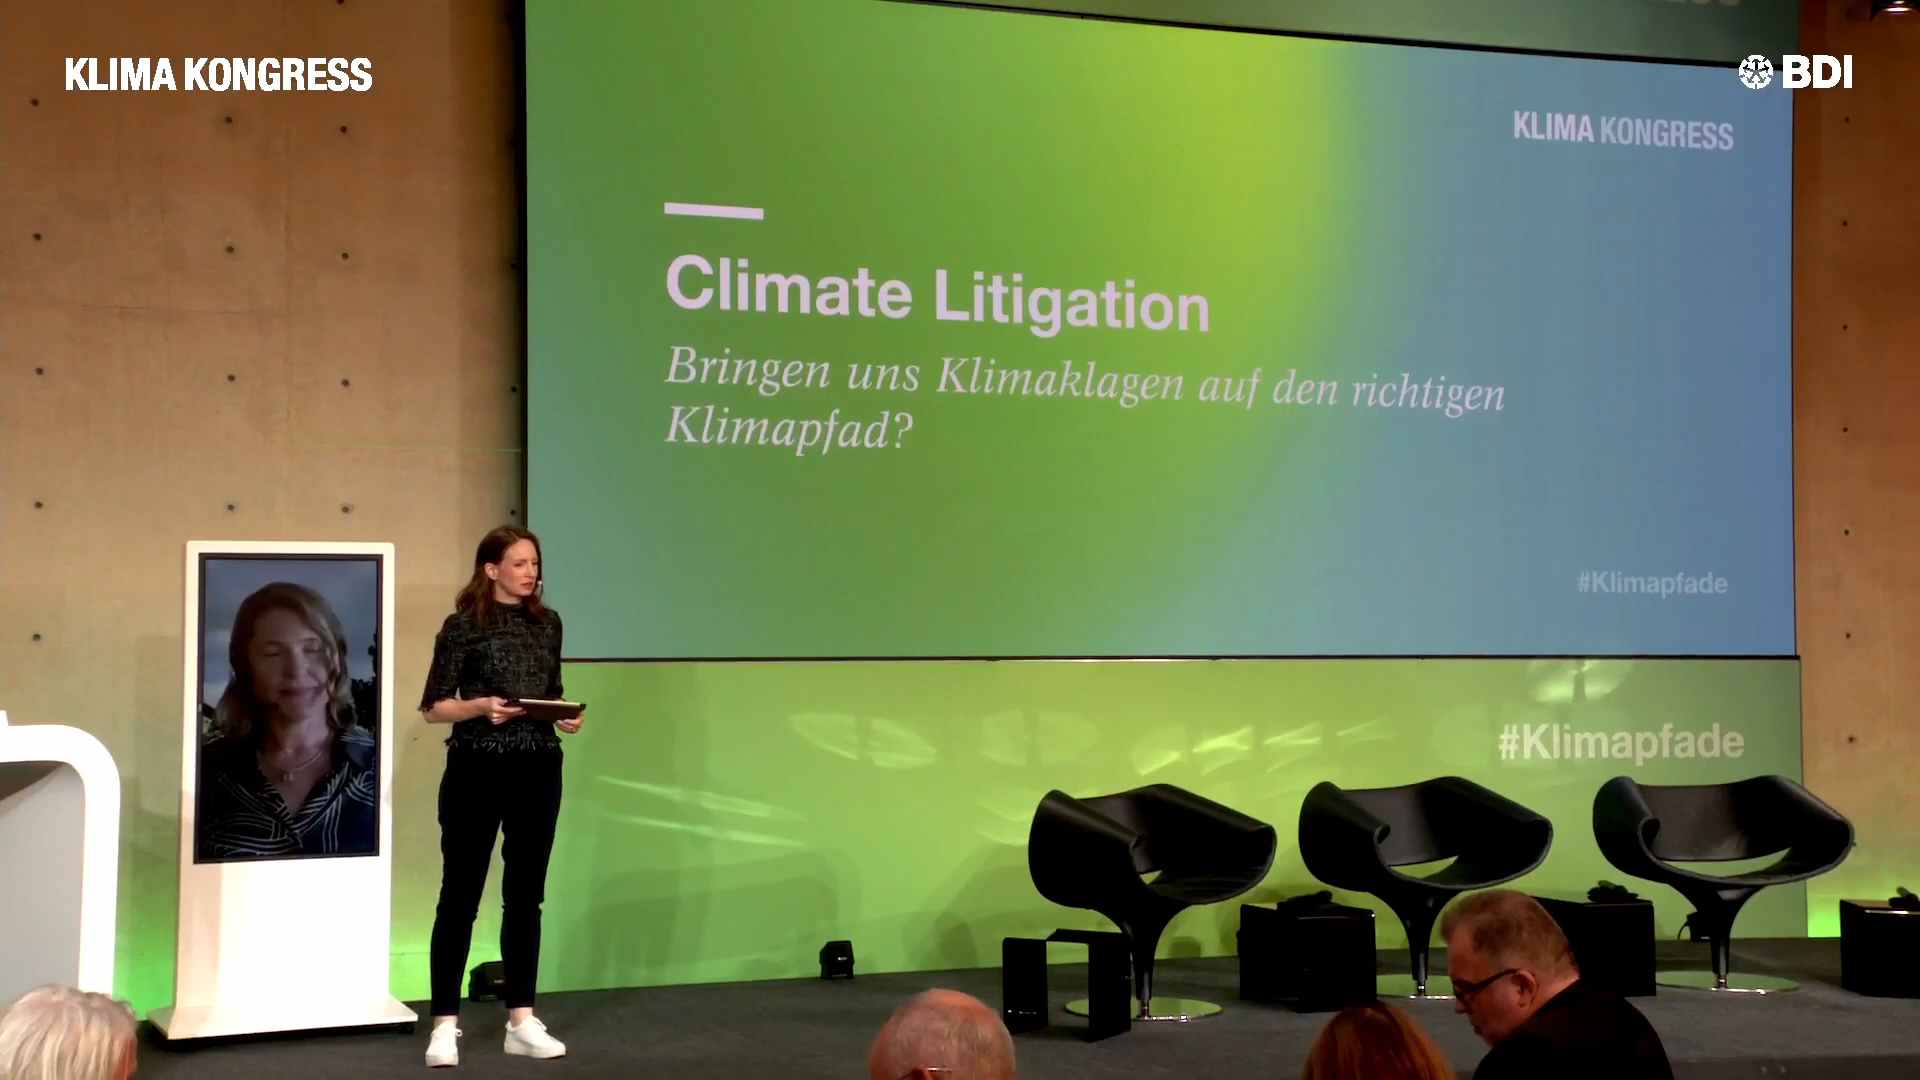 KLIMA KONGRESS
BDI
KLIMA KONGRESS
Climate Litigation
Bringen uns Klimaklagen auf den richtigen
Klimapfad?
#Klimapfade
#Klimapfade